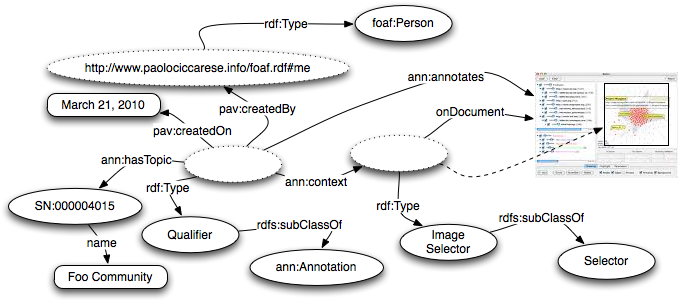 rdf:Type
foaf:Person
http://www.paolociccarese.info/foaf.rdf#me
ann:annotates
March 21, 2010
pav:createdBy
onDocument
pav:createdOn
ann:hasTopic
rdf:Type
ann:context
SN:000004015
rdf:Type
name
Qualifier
rdfs:subClassOf
Image
Selector
rdfs:subClassOf
Foo Community
ann:Annotation
Selector